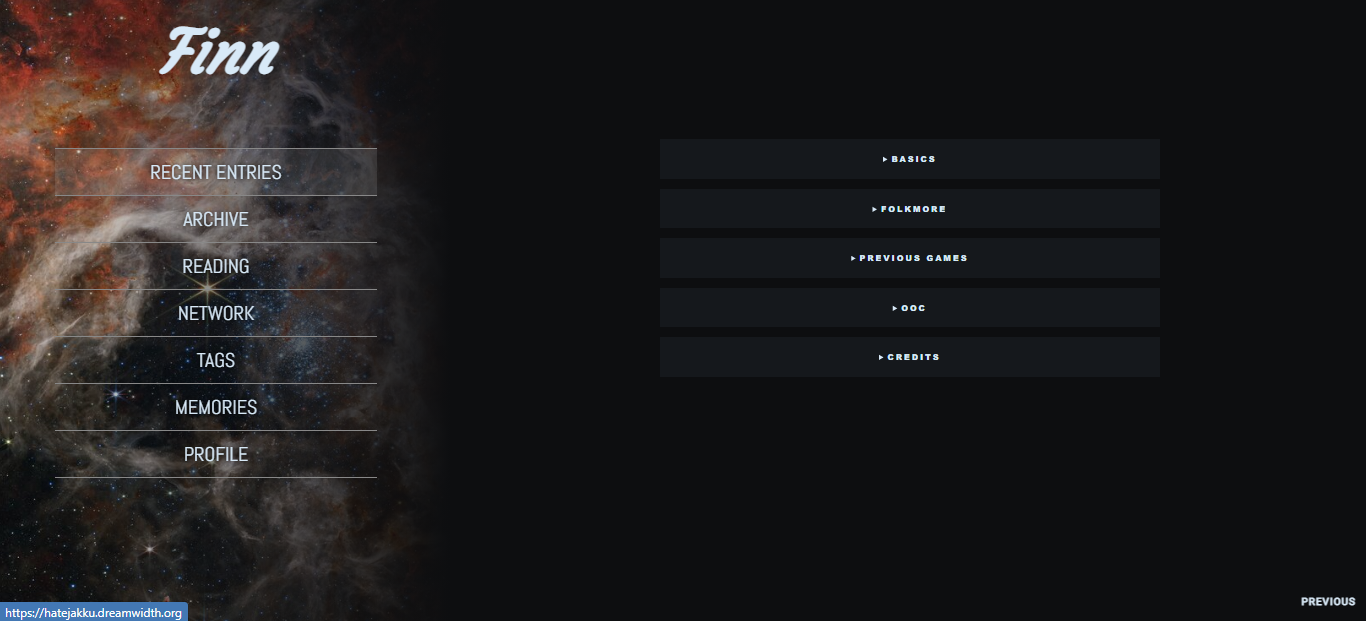 Finn
RECENT ENTRIES
ARCHIVE
READING
NETWORK
TAGS
MEMORIES
PROFILE
BASICS
FOLKMORE
PREVIOUS GAMES
OOC
CREDITS
PREVIOUS
https://hatejakku.dreamwidth.org